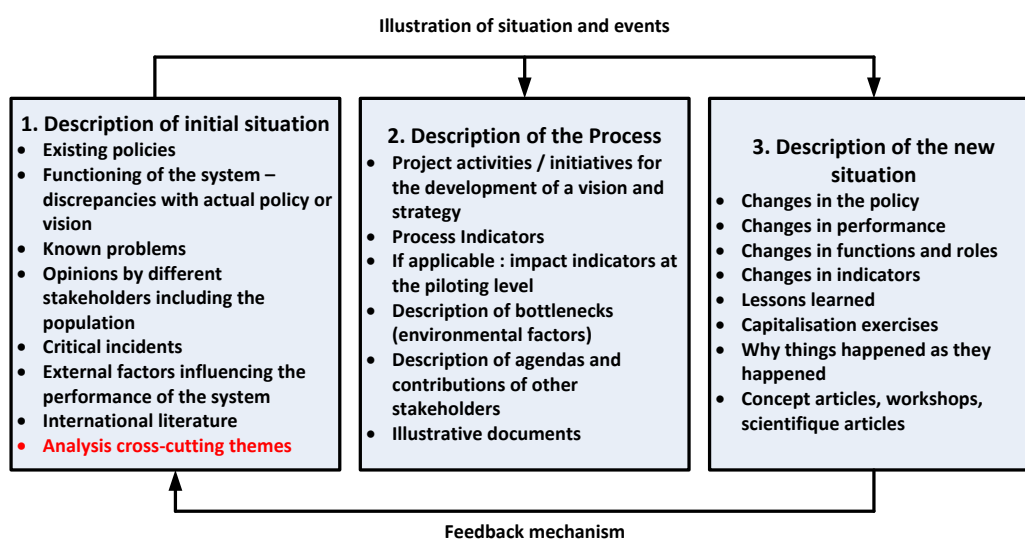 Illustration of situation and events
1. Description of initial situation
• Existing policies
• Functioning of the system –
discrepancies with actual policy or
vision
• Known problems
• Opinions by different
stakeholders including the
population
• Critical incidents
• External factors influencing the
performance of the system
• International literature
• Analysis cross-cutting themes
2. Description of the Process
• Project activities / initiatives for
the development of a vision and
strategy
• Process Indicators
• If applicable : impact indicators at
the piloting level
• Description of bottlenecks
(environmental factors)
• Description of agendas and
contributions of other
stakeholders
• Illustrative documents
3. Description of the new
situation
• Changes in the policy
• Changes in performance
• Changes in functions and roles
• Changes in indicators
• Lessons learned
• Capitalisation exercises
• Why things happened as they
happened
• Concept articles, workshops,
scientifique articles
Feedback mechanism